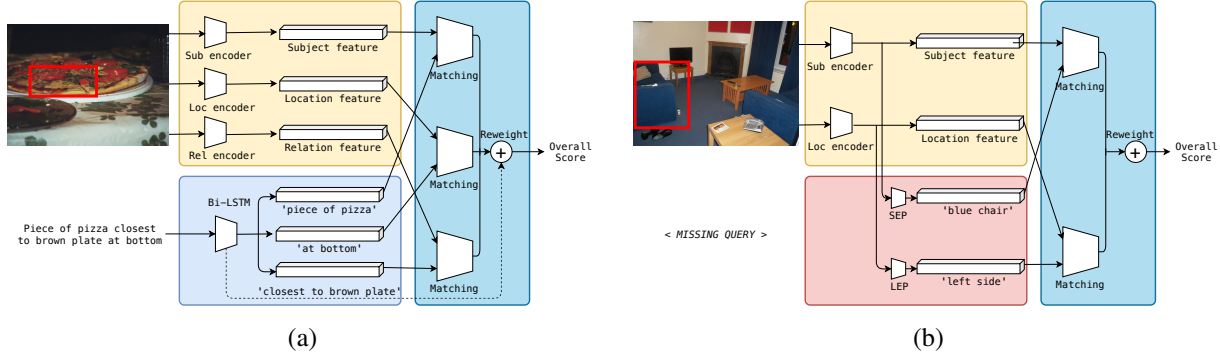 Sub encoder
Subject feature
Loc encoder
Location feature
Rel encoder
Relation feature
Matching
Matching
Matching
Reweight
+
Overall
Score
Bi-LSTM
Piece of pizza closest
to brown plate at bottom
'piece of pizza'
'at bottom'
'closest to brown plate'
(a)
Sub encoder
Subject feature
Loc encoder
Location feature
Matching
Matching
Reweight
+
Overall
Score
< MISSING QUERY >
SEP
'blue chair'
LEP
'left side'
(b)